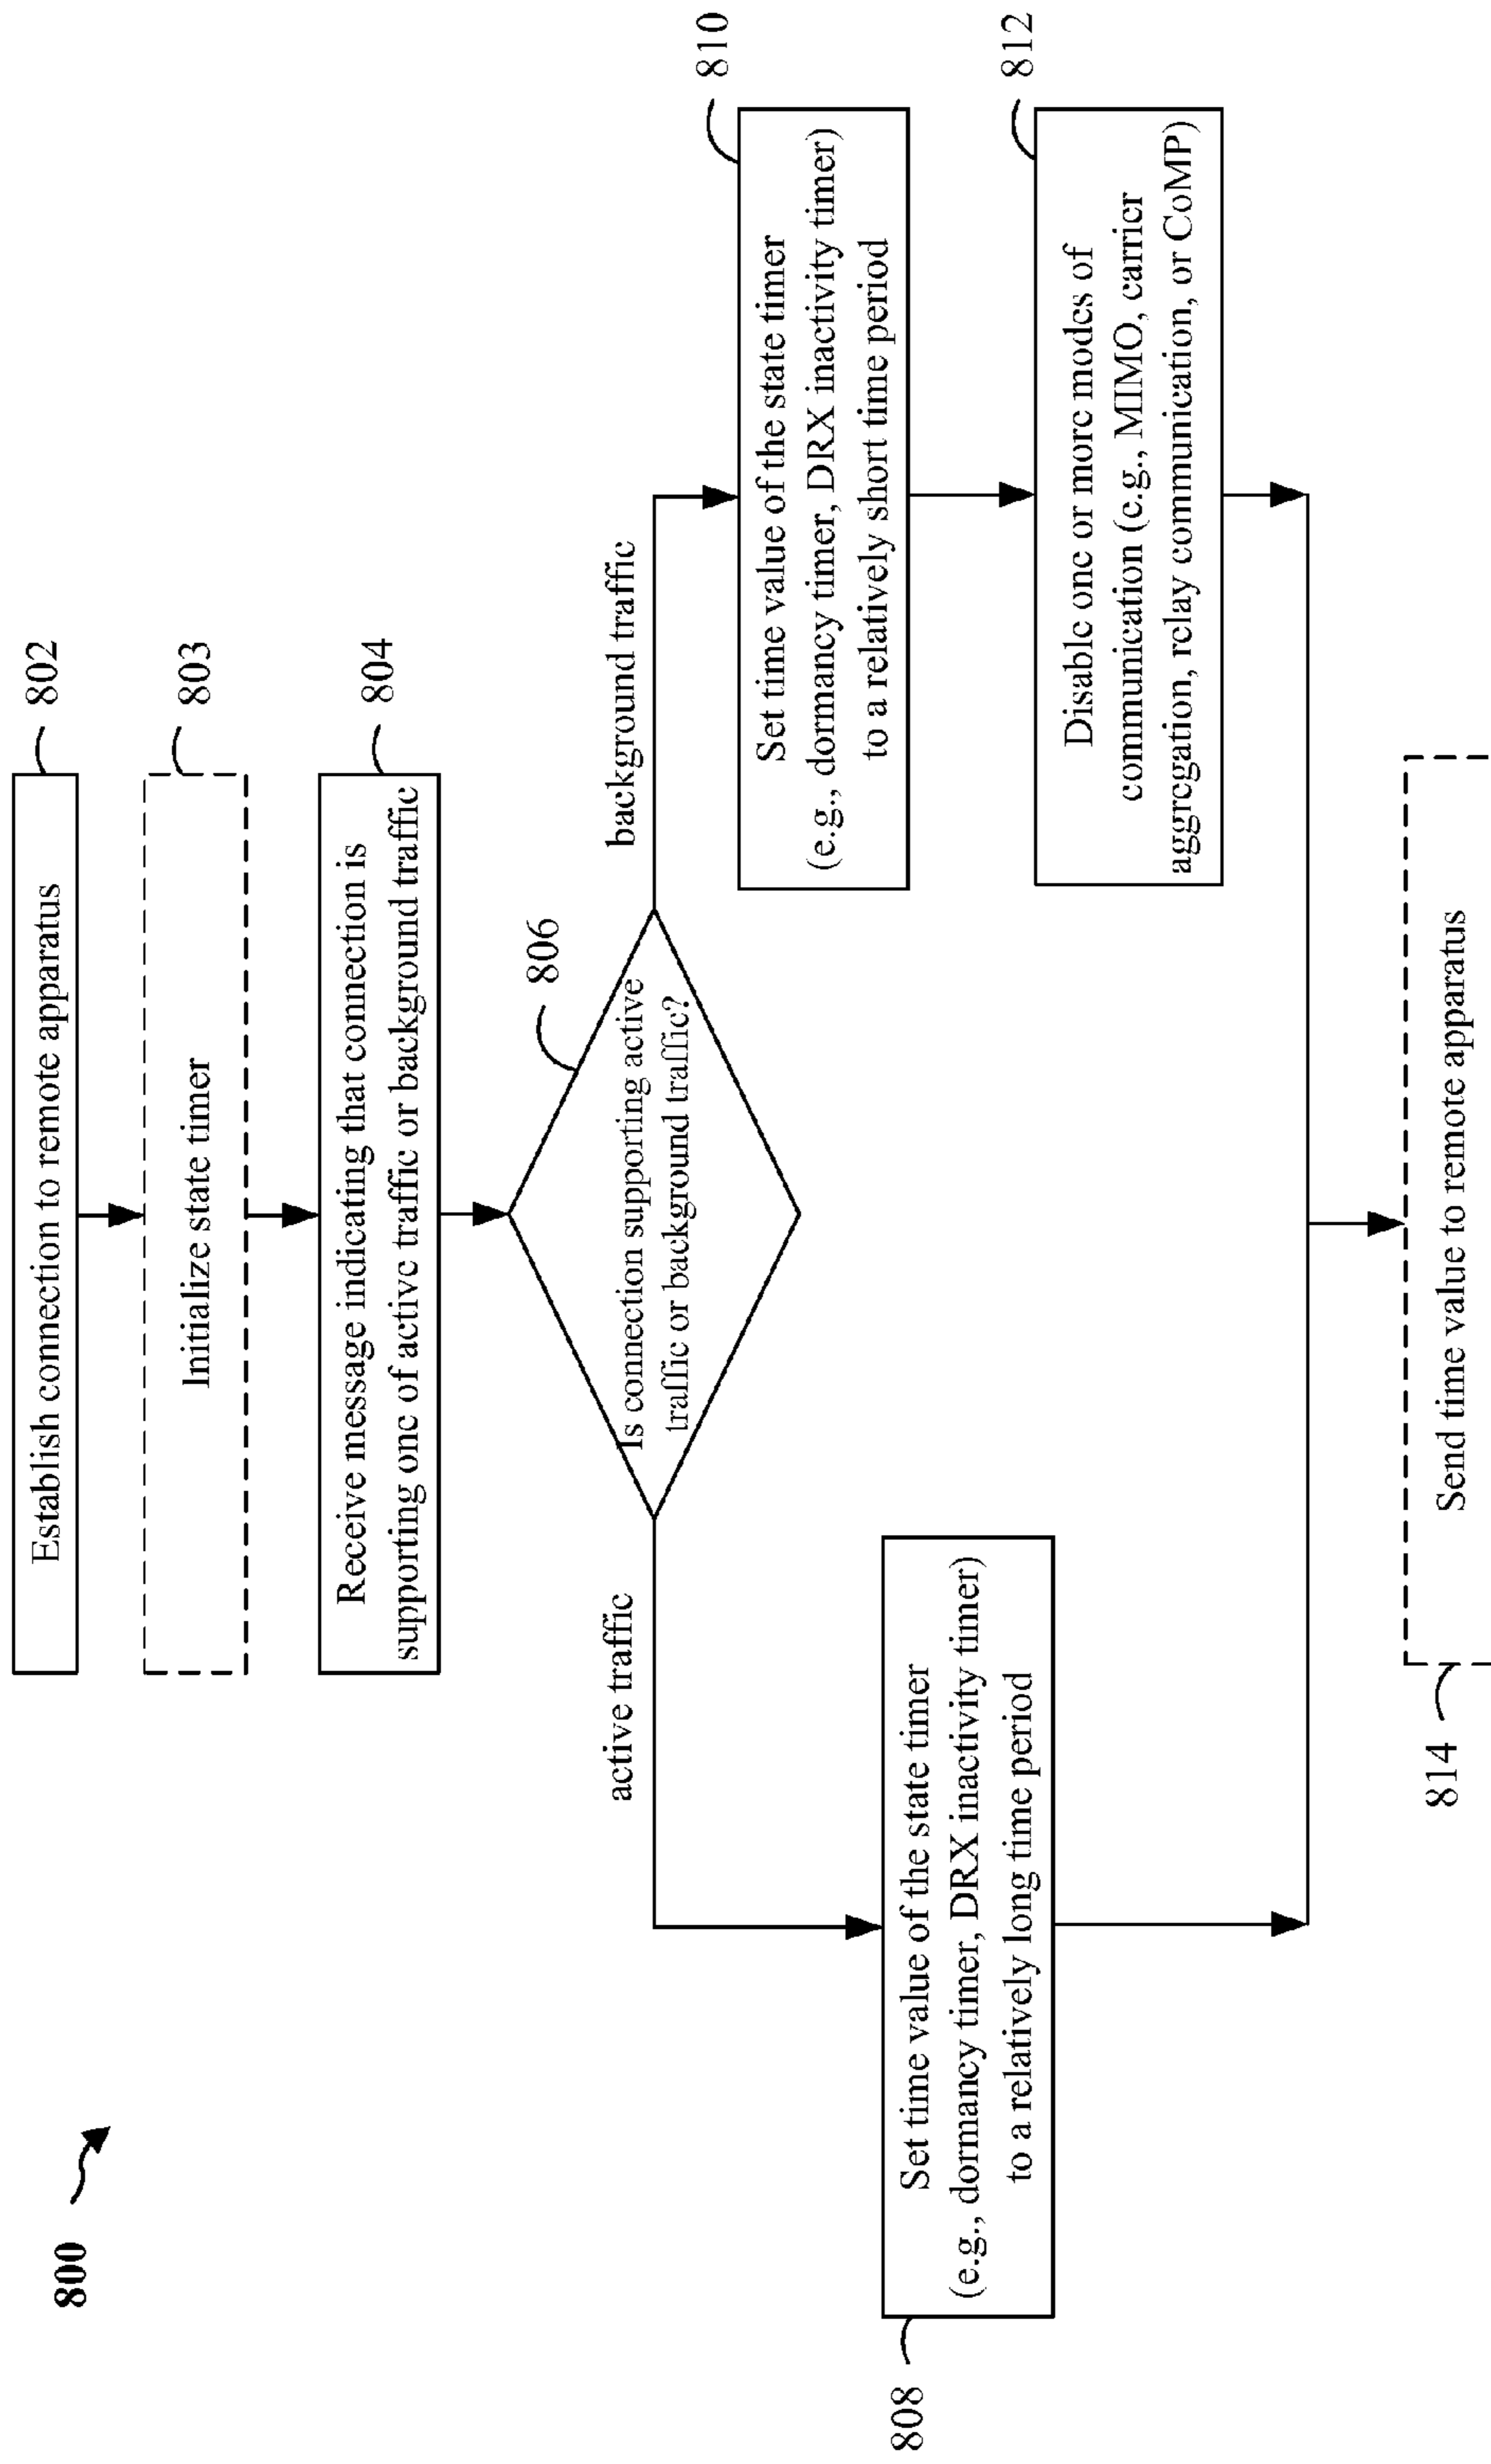 800
Establish connection to remote apparatus
802
Initialize state timer
803
Receive message indicating that connection is
supporting one of active traffic or background traffic
804
Is connection supporting active
traffic or background traffic?
806
active traffic
background traffic
Set time value of the state timer
(e.g., dormancy timer, DRX inactivity timer)
to a relatively long time period
808
Set time value of the state timer
(e.g., dormancy timer, DRX inactivity timer)
to a relatively short time period
810
Disable one or more modes of
communication (e.g., MIMO, carrier
aggregation, relay communication, or CoMP)
812
Send time value to remote apparatus
814